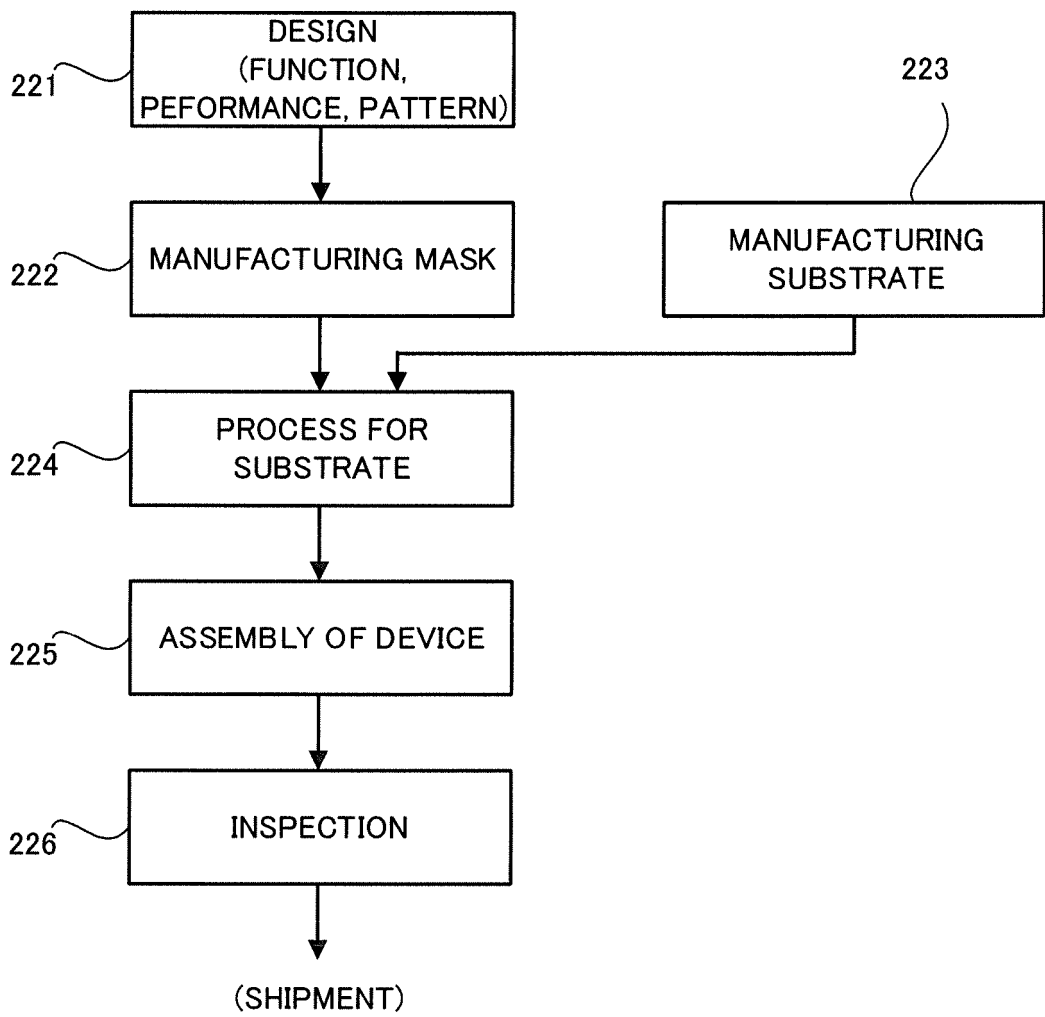 DESIGN
(FUNCTION,
PEFORMANCE, PATTERN)
221
223
MANUFACTURING MASK
222
MANUFACTURING
SUBSTRATE
PROCESS FOR
SUBSTRATE
224
ASSEMBLY OF DEVICE
225
INSPECTION
226
(SHIPMENT)